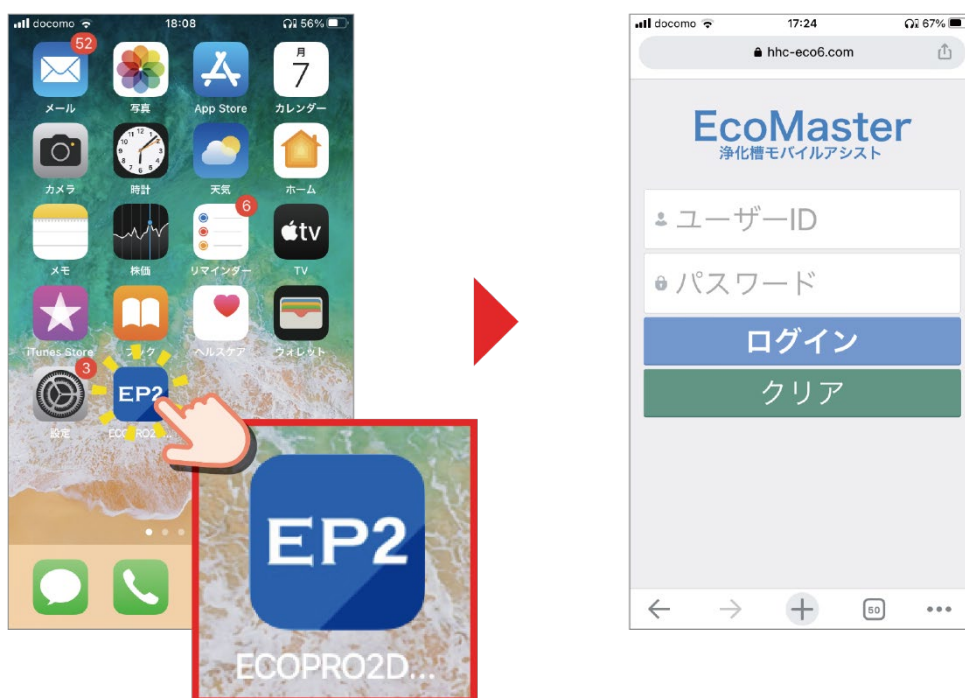 docomo 18:08 56%
52
月
7
メール 写真 App Store カレンダー
カメラ 時計 天気 ホーム
6
tv
メモ 株価 リマインダー TV
iTunes Store ブック ヘルスケア ウォレット
3
EP2
設定
EP2
ECOPRO2D...
docomo 17:24 67%
hhc-eco6.com
EcoMaster
浄化槽モバイルアシスト
ユーザーID
パスワード
ログイン
クリア
50